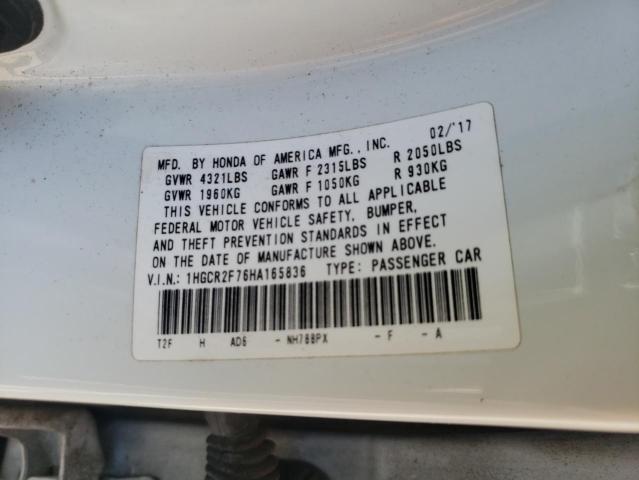 MFD. BY HONDA OF AMERICA MFG., INC. 02/'17
GVWR 4321LBS GAWR F 2315LBS R 2050LBS
GVWR 1960KG GAWR F 1050KG R 930KG
THIS VEHICLE CONFORMS TO ALL APPLICABLE
FEDERAL MOTOR VEHICLE SAFETY, BUMPER,
AND THEFT PREVENTION STANDARDS IN EFFECT
ON THE DATE OF MANUFACTURE SHOWN ABOVE.
V.I.N.: 1HGCR2F76HA165836 TYPE: PASSENGER CAR
T2F H AD6 - NH788PX - F - A